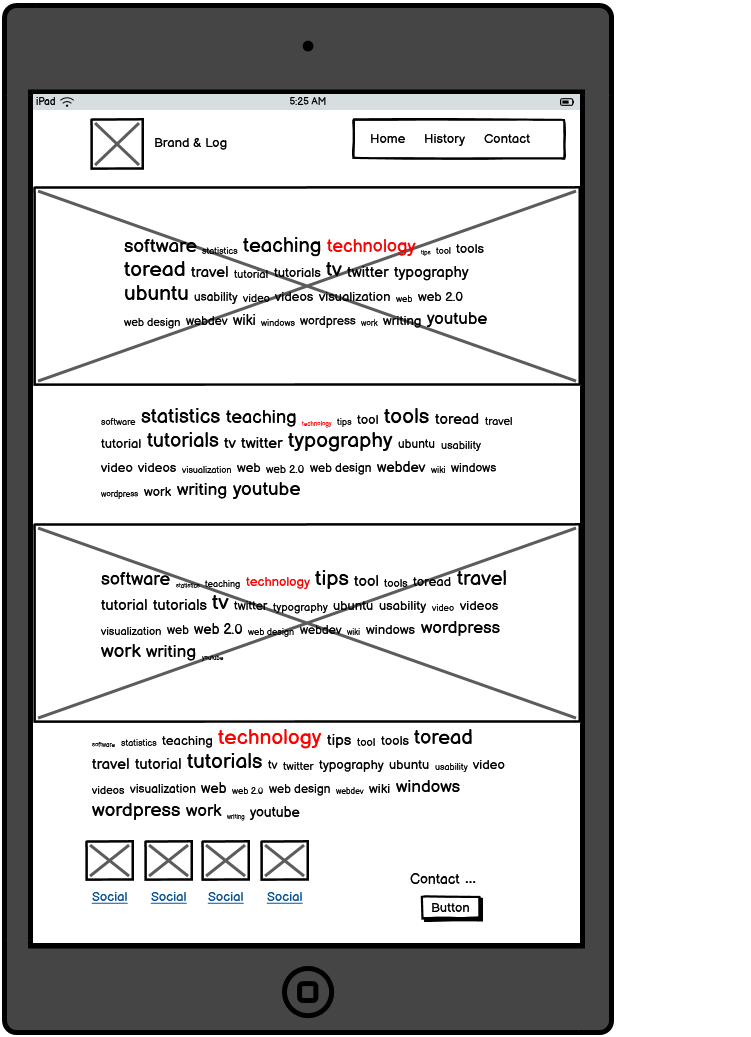 iPad 5:25 AM
Brand & Log Home History Contact
software statistics teaching technology tips tool tools
toread travel tutorial tutorials tv twitter typography
ubuntu usability video videos visualization web web 2.0
web design webdev wiki windows wordpress work writing youtube
software statistics teaching technology tips tool tools toread travel
tutorial tutorials tv twitter typography ubuntu usability
video videos visualization web web 2.0 web design webdev wiki windows
wordpress work writing youtube
software statistics teaching technology tips tool tools toread travel
tutorial tutorials tv twitter typography ubuntu usability video videos
visualization web web 2.0 web design webdev wiki windows wordpress
work writing youtube
software statistics teaching technology tips tool tools toread
travel tutorial tutorials tv twitter typography ubuntu usability video
videos visualization web web 2.0 web design webdev wiki windows
wordpress work writing youtube
Social Social Social Social
Contact ...
Button